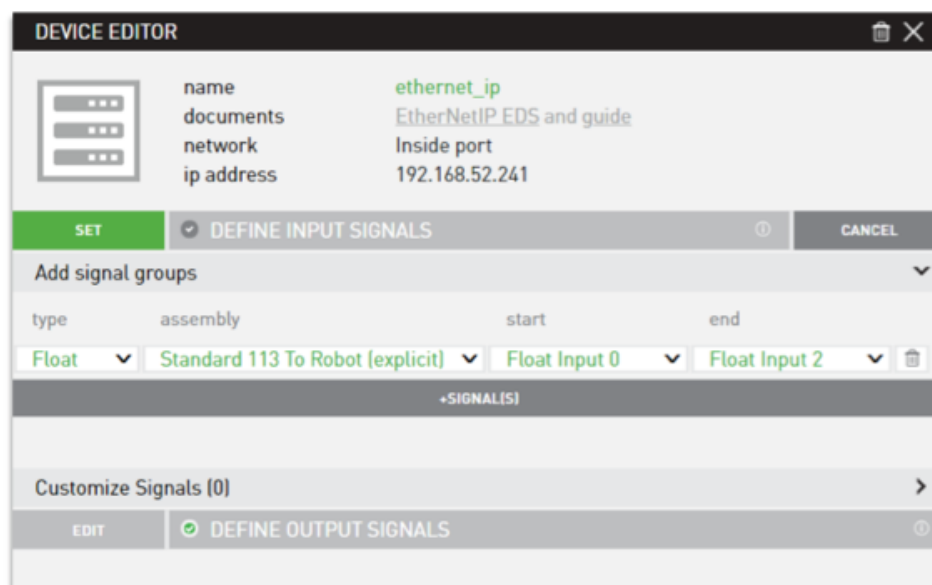 DEVICE EDITOR
name ethernet_ip
documents EtherNetIP EDS and guide
network Inside port
ip address 192.168.52.241
SET DEFINE INPUT SIGNALS CANCEL
Add signal groups
type assembly start end
Float Standard 113 To Robot (explicit) Float Input 0 Float Input 2
+SIGNAL(S)
Customize Signals (0)
EDIT DEFINE OUTPUT SIGNALS